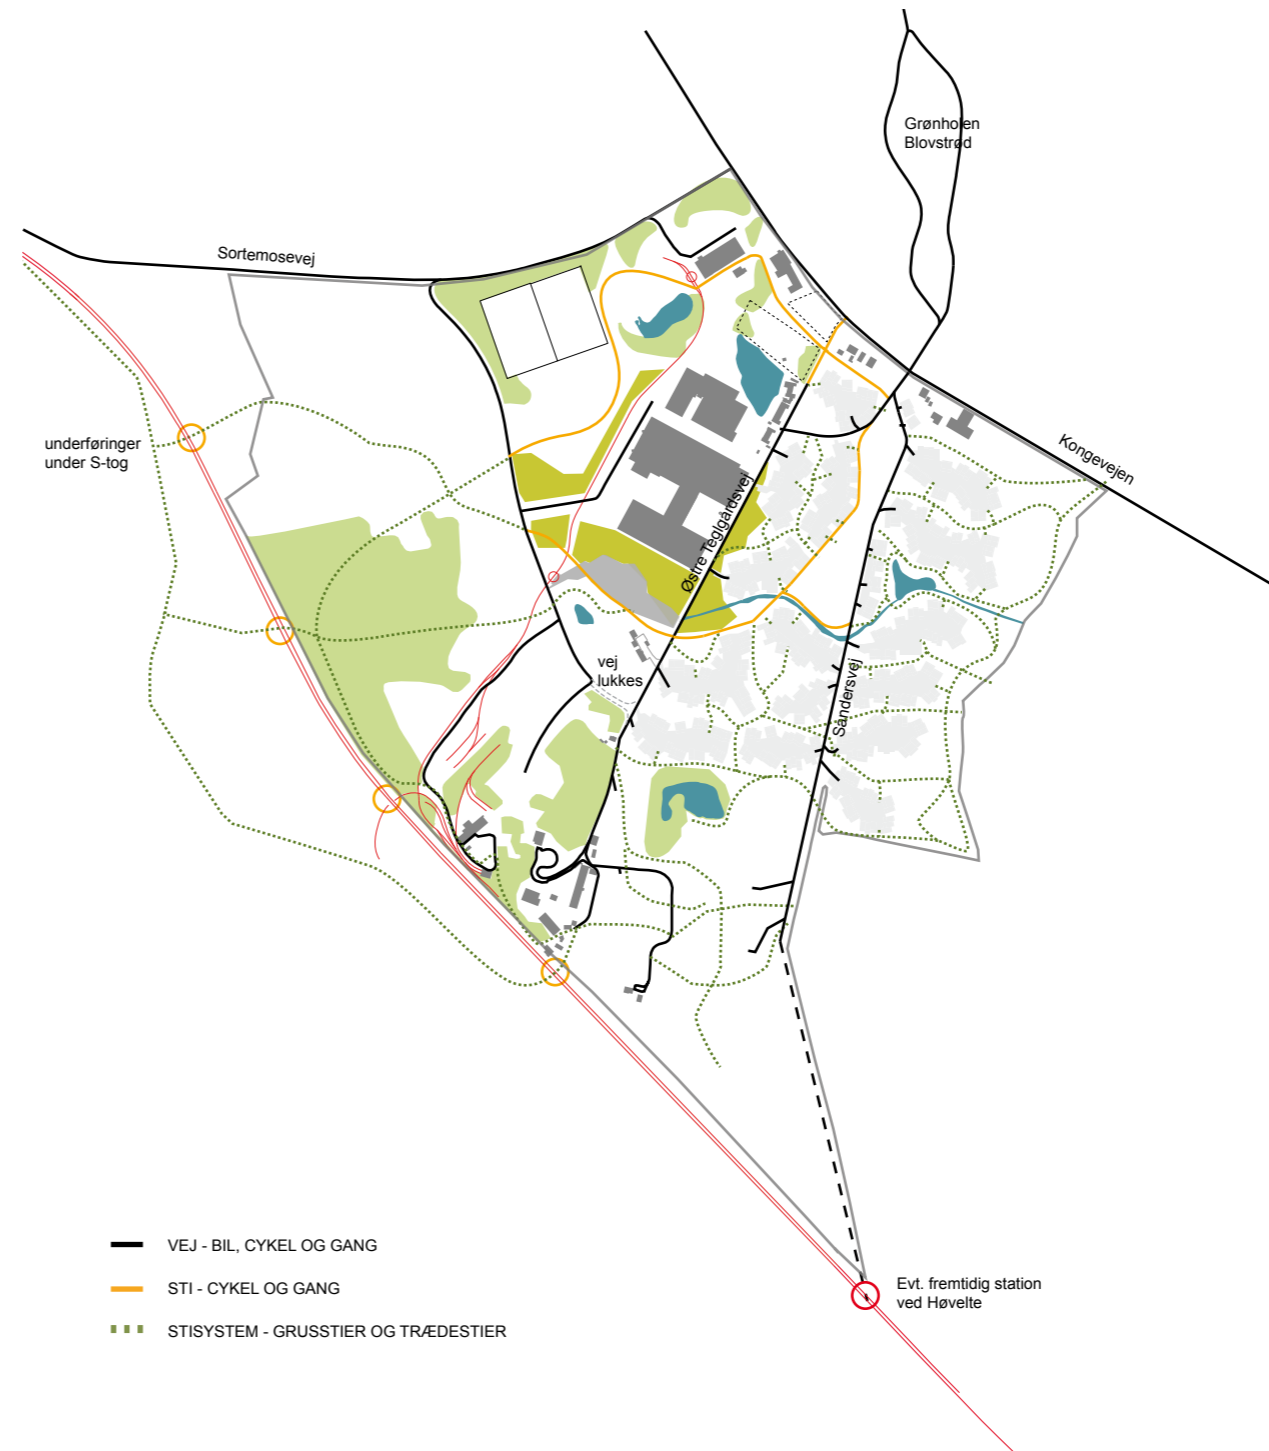 Grønholen
Blovstrød
Sortemosevej
Kongevejen
underføringer
under S-tog
Østre Teglgårdsvej
vej
lukkes
Sandersvej
VEJ - BIL, CYKEL OG GANG
STI - CYKEL OG GANG
STISYSTEM - GRUSSTIER OG TRÆDESTIER
Evt. fremtidig station
ved Høvelte